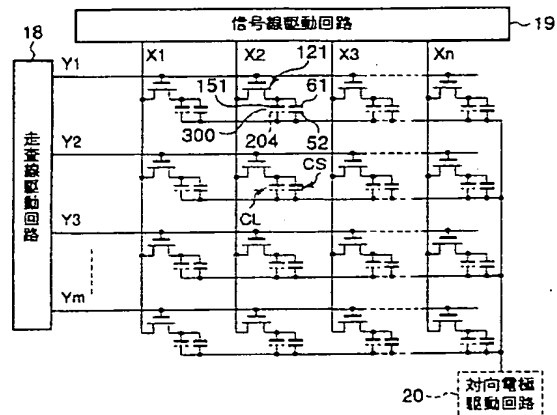 信号線駆動回路
19
18
走査線駆動回路
X1 X2 121 X3 Xn
Y1
151 61
300 204 52
Y2
CS
CL
Y3
Ym
20
対向電極
駆動回路